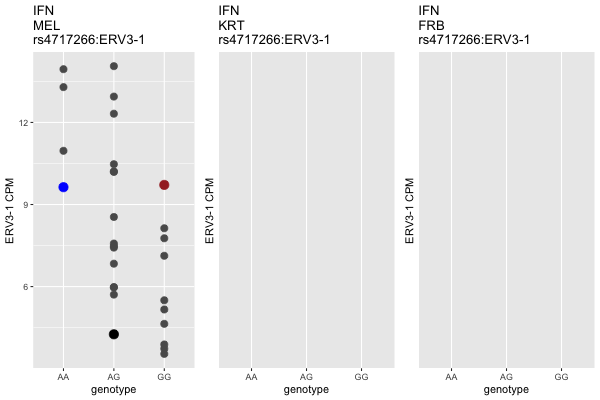 IFN
MEL
rs4717266:ERV3-1
IFN
KRT
rs4717266:ERV3-1
IFN
FRB
rs4717266:ERV3-1
ERV3-1 CPM
12
9
6
AA
AG
GG
genotype
ERV3-1 CPM
AA
AG
GG
genotype
ERV3-1 CPM
AA
AG
GG
genotype